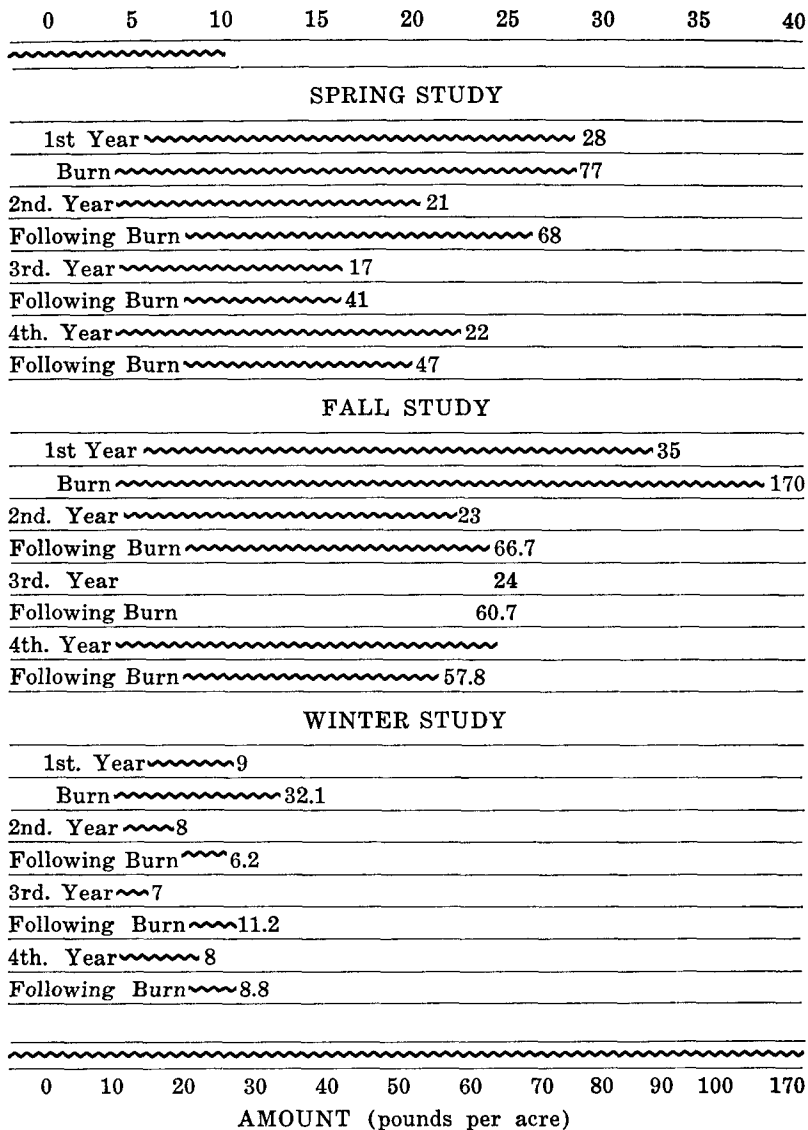 0 5 10 15 20 25 30 35 40
SPRING STUDY
1st Year 28
Burn 77
2nd. Year 21
Following Burn 68
3rd. Year 17
Following Burn 41
4th. Year 22
Following Burn 47
FALL STUDY
1st Year 35
Burn 170
2nd. Year 23
Following Burn 66.7
3rd. Year 24
Following Burn 60.7
4th. Year
Following Burn 57.8
WINTER STUDY
1st. Year 9
Burn 32.1
2nd. Year 8
Following Burn 6.2
3rd. Year 7
Following Burn 11.2
4th. Year 8
Following Burn 8.8
0 10 20 30 40 50 60 70 80 90 100 170
AMOUNT (pounds per acre)